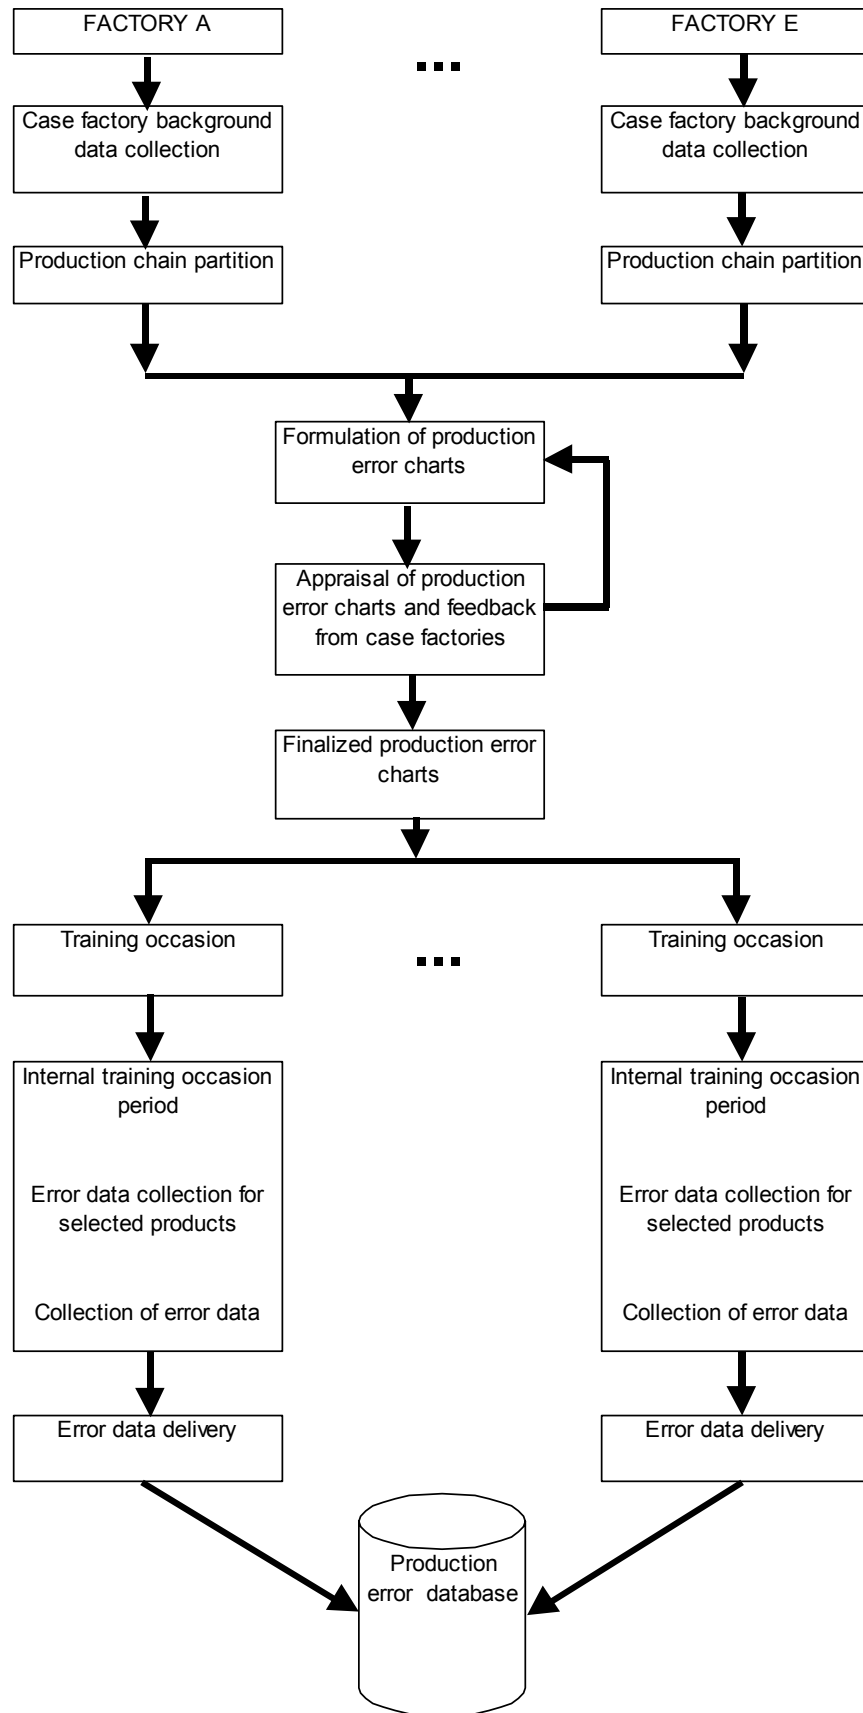 FACTORY A
FACTORY E
...
Case factory background
data collection
Case factory background
data collection
Production chain partition
Production chain partition
Formulation of production
error charts
Appraisal of production
error charts and feedback
from case factories
Finalized production error
charts
Training occasion
...
Training occasion
Internal training occasion
period
Error data collection for
selected products
Collection of error data
Internal training occasion
period
Error data collection for
selected products
Collection of error data
Error data delivery
Error data delivery
Production
error database